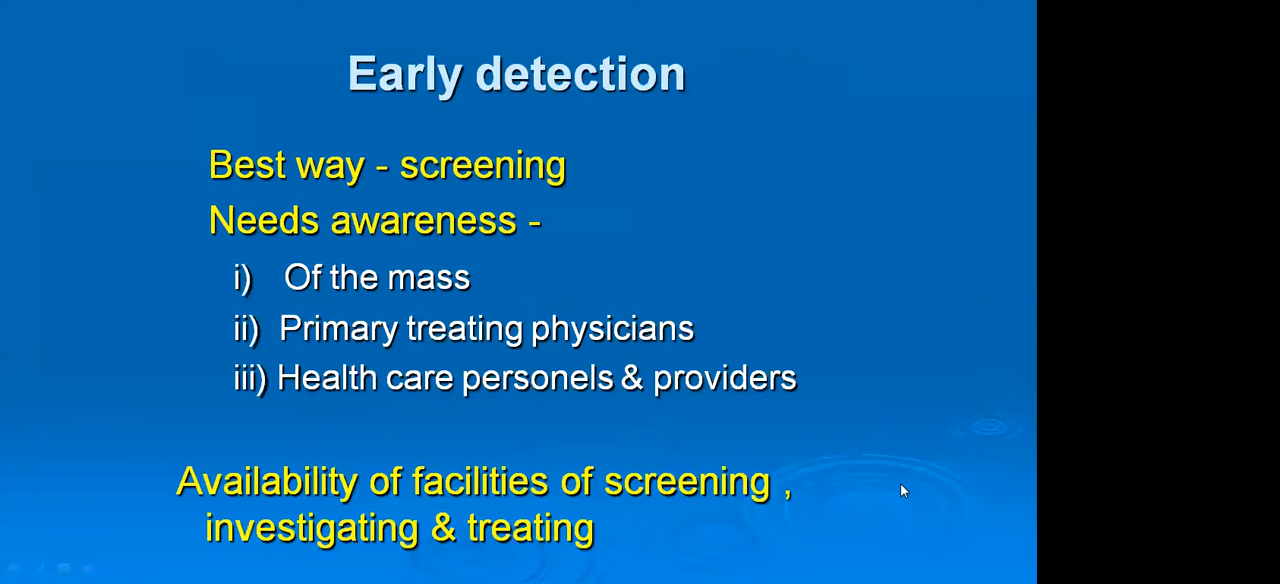 Early detection
Best way - screening
Needs awareness -
i) Of the mass
ii) Primary treating physicians
iii) Health care personels & providers
Availability of facilities of screening ,
investigating & treating